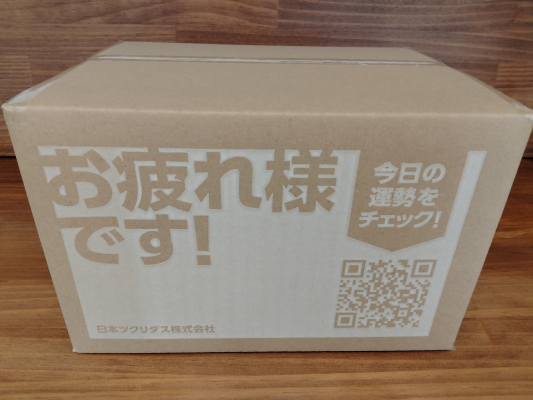 お疲れ様
です!
今日の
運勢を
チェック!
日本ツクリダス株式会社